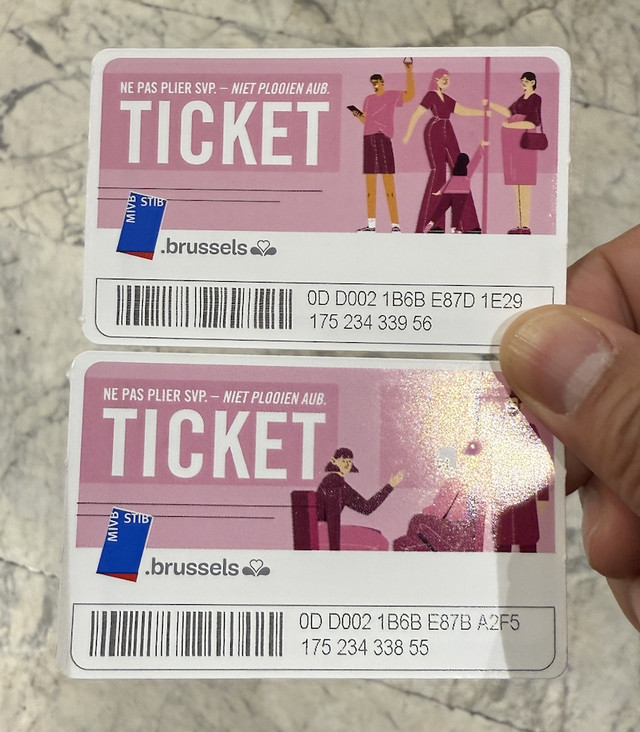 NE PAS PLIER SVP. – NIET PLOOIEN AUB.
TICKET
MIVB STIB
.brussels
0D D002 1B6B E87D 1E29
175 234 339 56
NE PAS PLIER SVP. – NIET PLOOIEN AUB.
TICKET
MIVB STIB
.brussels
0D D002 1B6B E87B A2F5
175 234 338 55